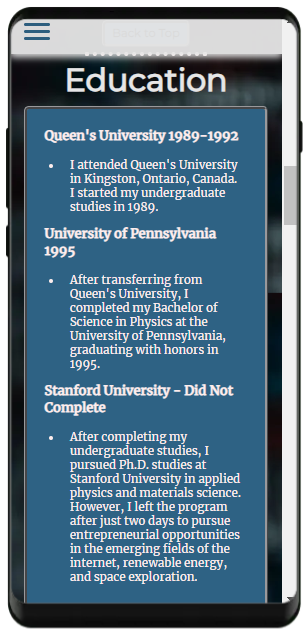 Back to Top
Education
Queen's University 1989-1992
I attended Queen's University
in Kingston, Ontario, Canada.
I started my undergraduate
studies in 1989.
University of Pennsylvania
1995
After transferring from
Queen's University, I
completed my Bachelor of
Science in Physics at the
University of Pennsylvania,
graduating with honors in
1995.
Stanford University - Did Not
Complete
After completing my
undergraduate studies, I
pursued Ph.D. studies at
Stanford University in applied
physics and materials science.
However, I left the program
after just two days to pursue
entrepreneurial opportunities
in the emerging fields of the
internet, renewable energy,
and space exploration.